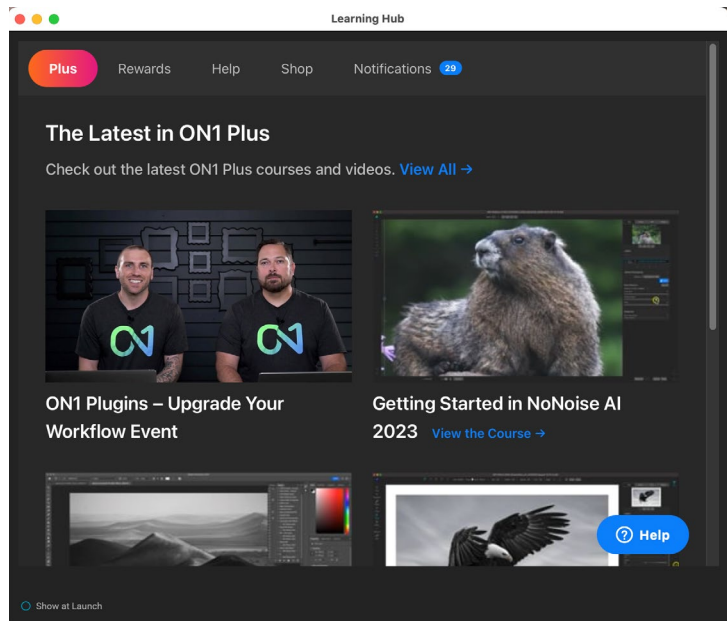 Learning Hub
Plus Rewards Help Shop Notifications 29
The Latest in ON1 Plus
Check out the latest ON1 Plus courses and videos. View All →
ON1 ON1
ON1 Plugins – Upgrade Your
Workflow Event
Getting Started in NoNoise AI
2023 View the Course →
Help
Show at Launch